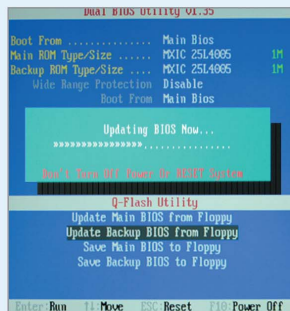 Dual BIOS Utility V1.35
Boot From ............... Main Bios
Main ROM Type/Size ...... MXIC 25L4005 1M
Backup ROM Type/Size .... MXIC 25L4005 1M
Wide Range Protection Disable
Boot From Main Bios
Updating BIOS Now...
»»»»»»»»»»»»»»»»...............
Don't Turn Off Power Or RESET System
Q-Flash Utility
Update Main BIOS from Floppy
Update Backup BIOS from Floppy
Save Main BIOS to Floppy
Save Backup BIOS to Floppy
Enter:Run ↑↓:Move ESC:Reset F10:Power Off